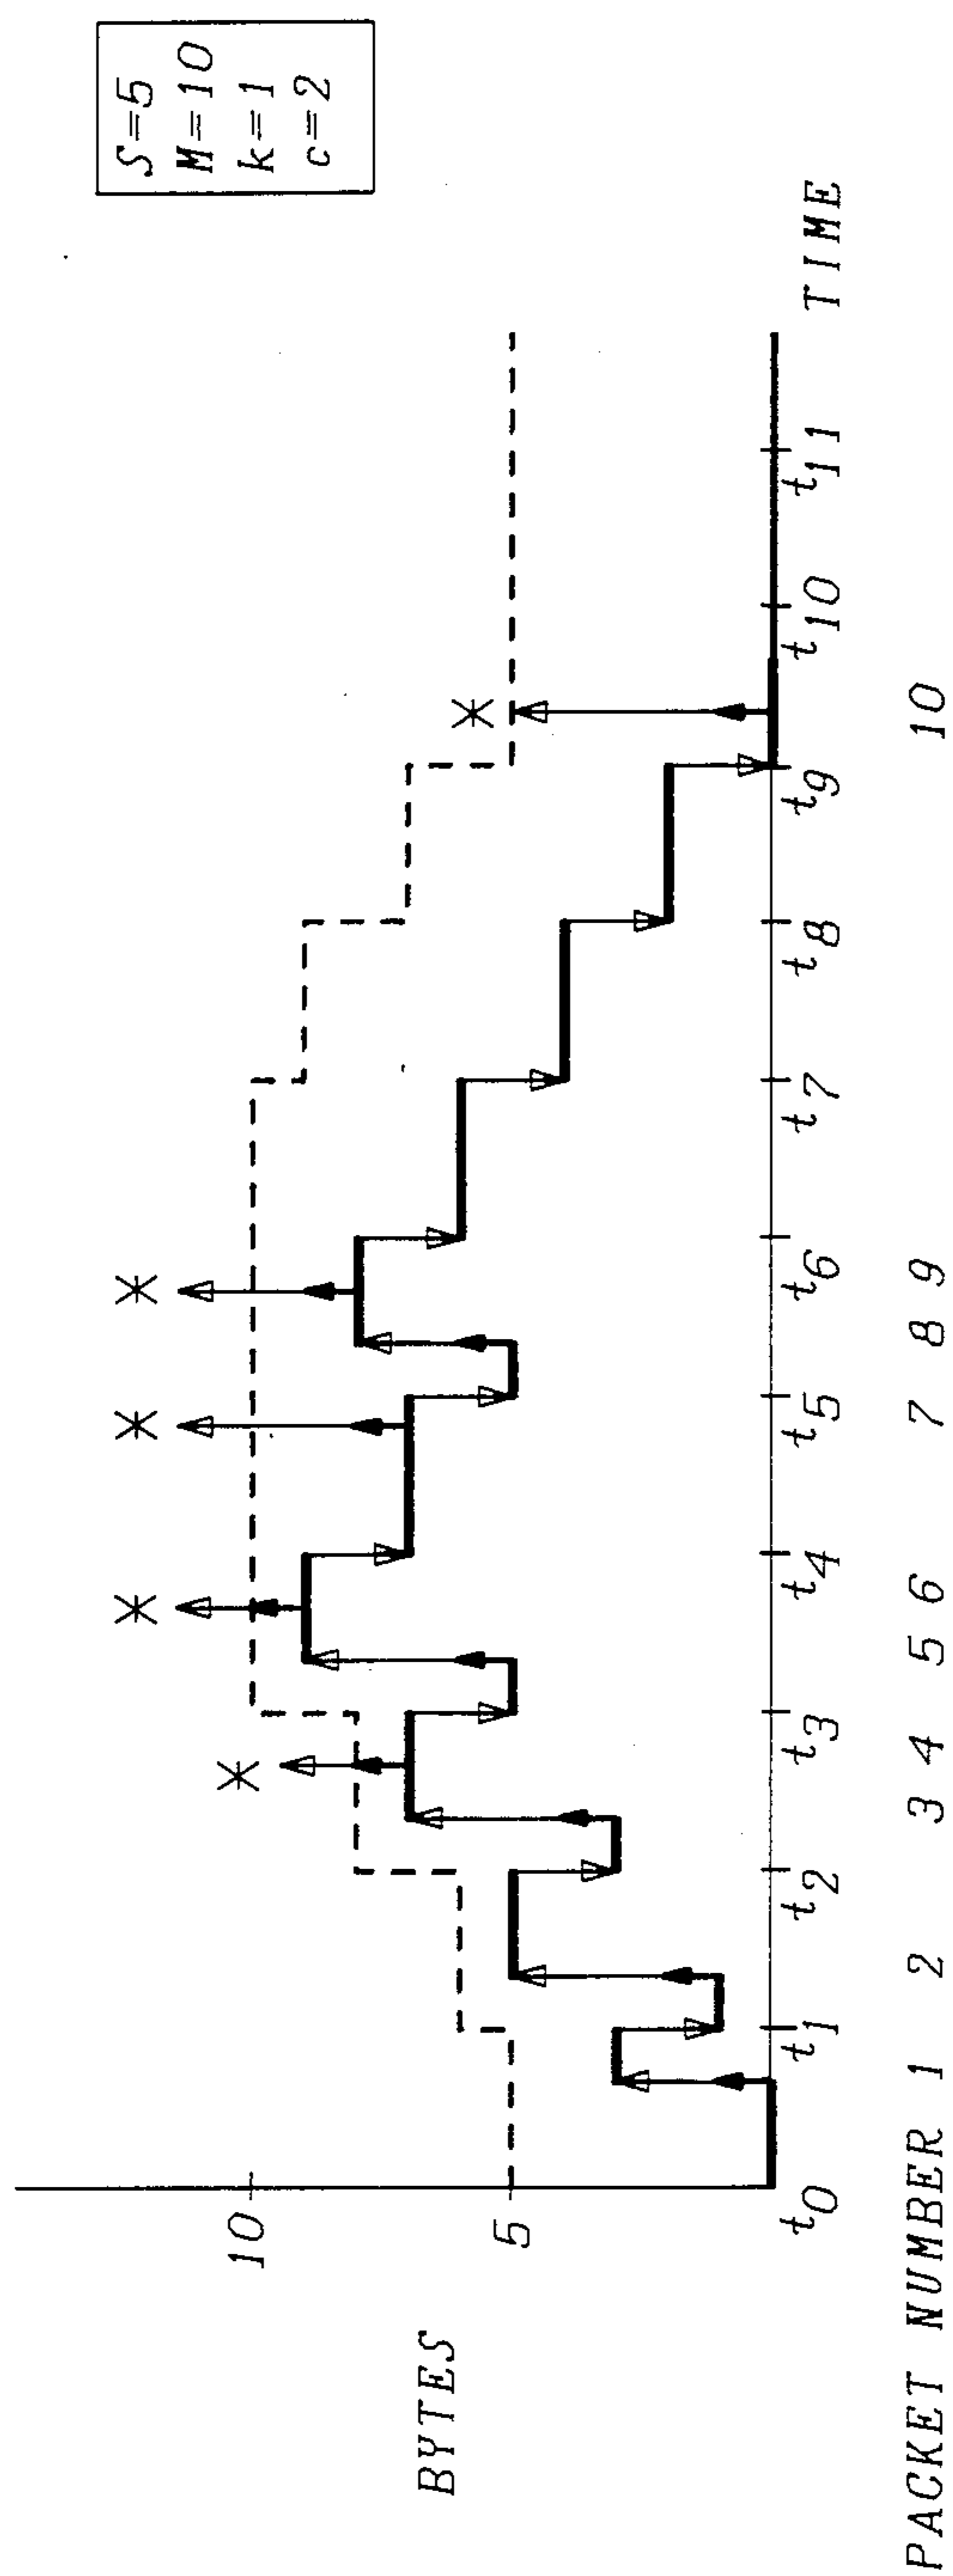 S=5
M=10
k=1
c=2
10
5
BYTES
t0 t1 t2 t3 t4 t5 t6 t7 t8 t9 t10 t11 TIME
PACKET NUMBER 1 2 3 4 5 6 7 8 9 10